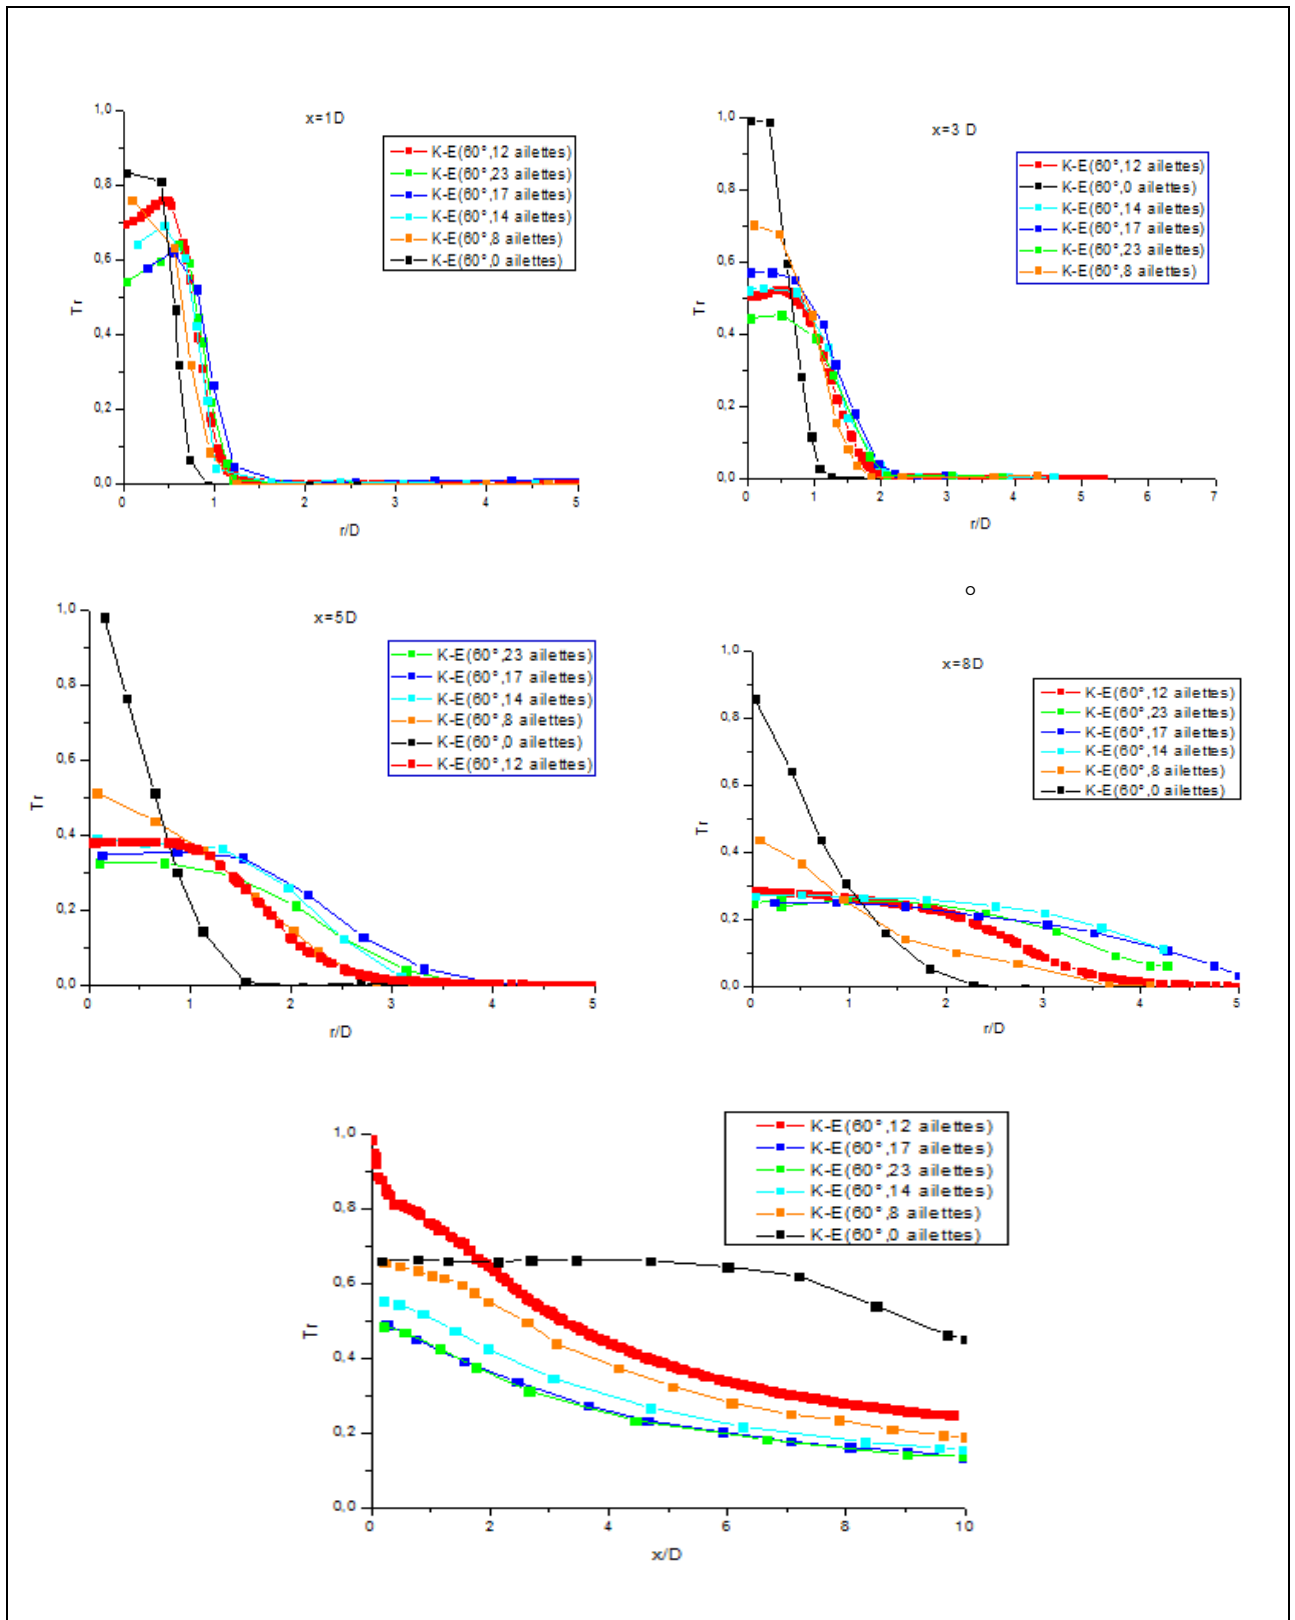 x=1D
K-E(60°,12 ailettes)
K-E(60°,23 ailettes)
K-E(60°,17 ailettes)
K-E(60°,14 ailettes)
K-E(60°,8 ailettes)
K-E(60°,0 ailettes)
1,0
0,8
0,6
0,4
0,2
0,0
Tr
0 1 2 3 4 5
r/D
x=3 D
K-E(60°,12 ailettes)
K-E(60°,0 ailettes)
K-E(60°,14 ailettes)
K-E(60°,17 ailettes)
K-E(60°,23 ailettes)
K-E(60°,8 ailettes)
1,0
0,8
0,6
0,4
0,2
0,0
Tr
0 1 2 3 4 5 6 7
r/D
x=5D
K-E(60°,23 ailettes)
K-E(60°,17 ailettes)
K-E(60°,14 ailettes)
K-E(60°,8 ailettes)
K-E(60°,0 ailettes)
K-E(60°,12 ailettes)
1,0
0,8
0,6
0,4
0,2
0,0
Tr
0 1 2 3 4 5
r/D
o
x=8D
K-E(60°,12 ailettes)
K-E(60°,23 ailettes)
K-E(60°,17 ailettes)
K-E(60°,14 ailettes)
K-E(60°,8 ailettes)
K-E(60°,0 ailettes)
1,0
0,8
0,6
0,4
0,2
0,0
Tr
0 1 2 3 4 5
r/D
K-E(60°,12 ailettes)
K-E(60°,17 ailettes)
K-E(60°,23 ailettes)
K-E(60°,14 ailettes)
K-E(60°,8 ailettes)
K-E(60°,0 ailettes)
1,0
0,8
0,6
0,4
0,2
0,0
Tr
0 2 4 6 8 10
x/D